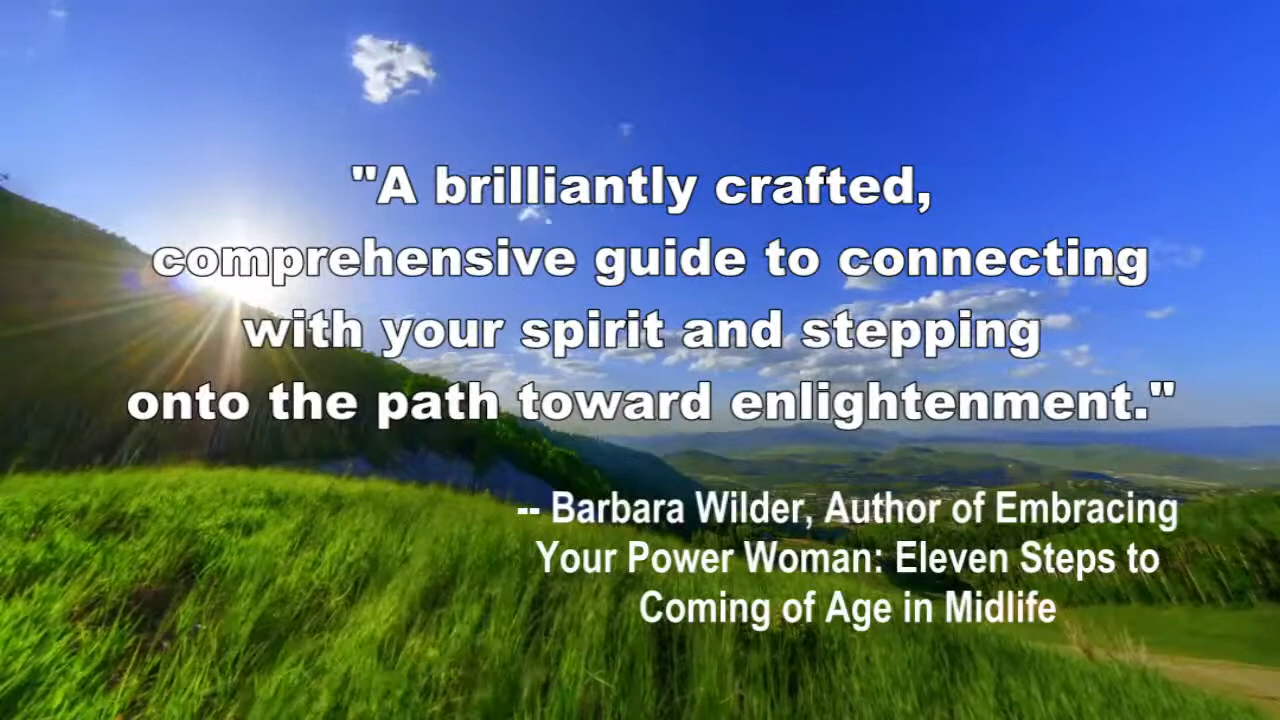 "A brilliantly crafted,
comprehensive guide to connecting
with your spirit and stepping
onto the path toward enlightenment."
-- Barbara Wilder, Author of Embracing
Your Power Woman: Eleven Steps to
Coming of Age in Midlife